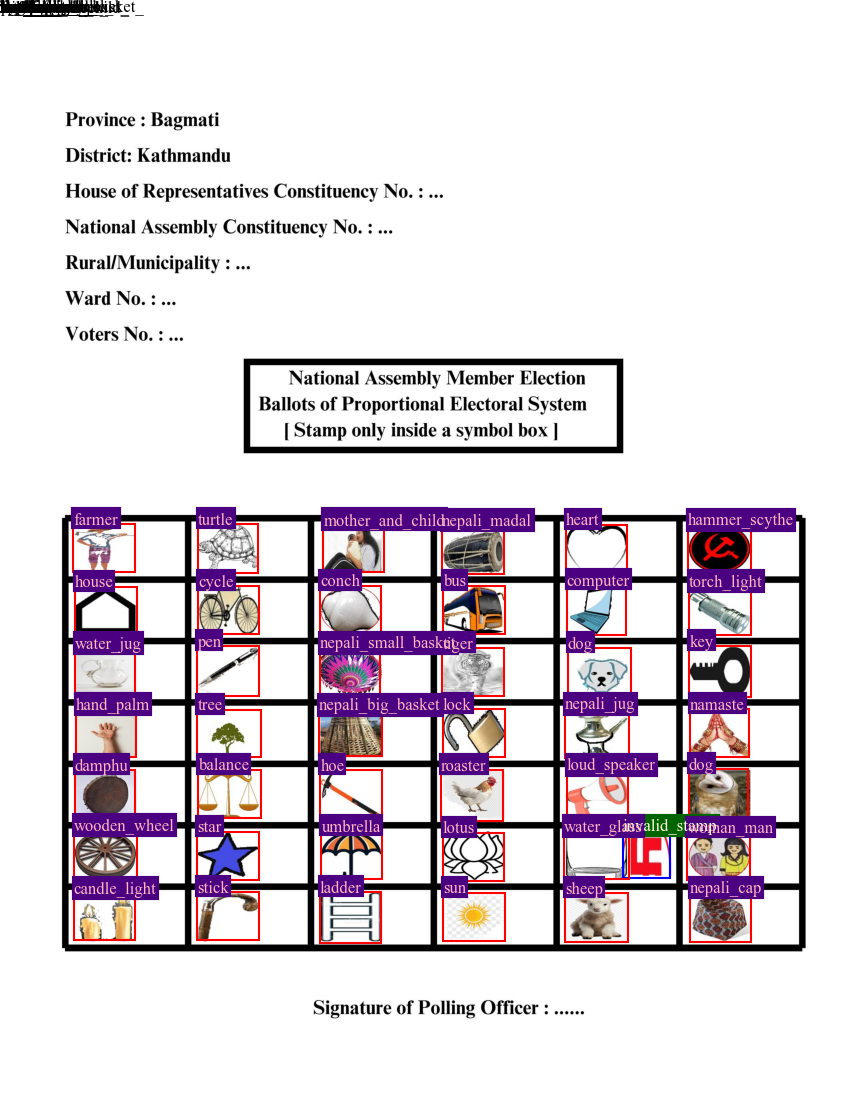 Province : Bagmati
District: Kathmandu
House of Representatives Constituency No. : ...
National Assembly Constituency No. : ...
Rural/Municipality : ...
Ward No. : ...
Voters No. : ...
National Assembly Member Election
Ballots of Proportional Electoral System
[ Stamp only inside a symbol box ]
farmer turtle mother_and_child nepali_madal heart hammer_scythe
house cycle conch bus computer torch_light
water_jug pen nepali_small_basket tiger dog key
hand_palm tree nepali_big_basket lock nepali_jug namaste
damphu balance hoe roaster loud_speaker dog
wooden_wheel star umbrella lotus water_glass invalid_stamp woman_man
candle_light stick ladder sun sheep nepali_cap
Signature of Polling Officer : ......